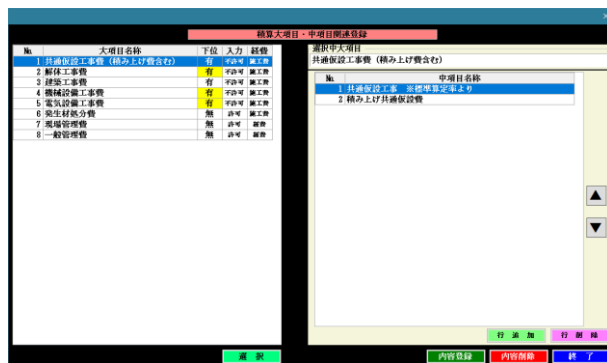 積算大項目・中項目関連登録
№ 大項目名称 下位 入力 経費
1 共通仮設工事費（積み上げ費含む） 有 不許可 施工費
2 解体工事費 有 不許可 施工費
3 建築工事費 有 不許可 施工費
4 機械設備工事費 有 不許可 施工費
5 電気設備工事費 有 不許可 施工費
6 発生材処分費 無 許可 施工費
7 現場管理費 無 許可 経費
8 一般管理費 無 許可 経費
選択
選択中大項目
共通仮設工事費（積み上げ費含む）
№ 中項目名称
1 共通仮設工事 ※標準算定率より
2 積み上げ共通仮設費
▲
▼
行追加 行削除
内容登録 内容削除 終了